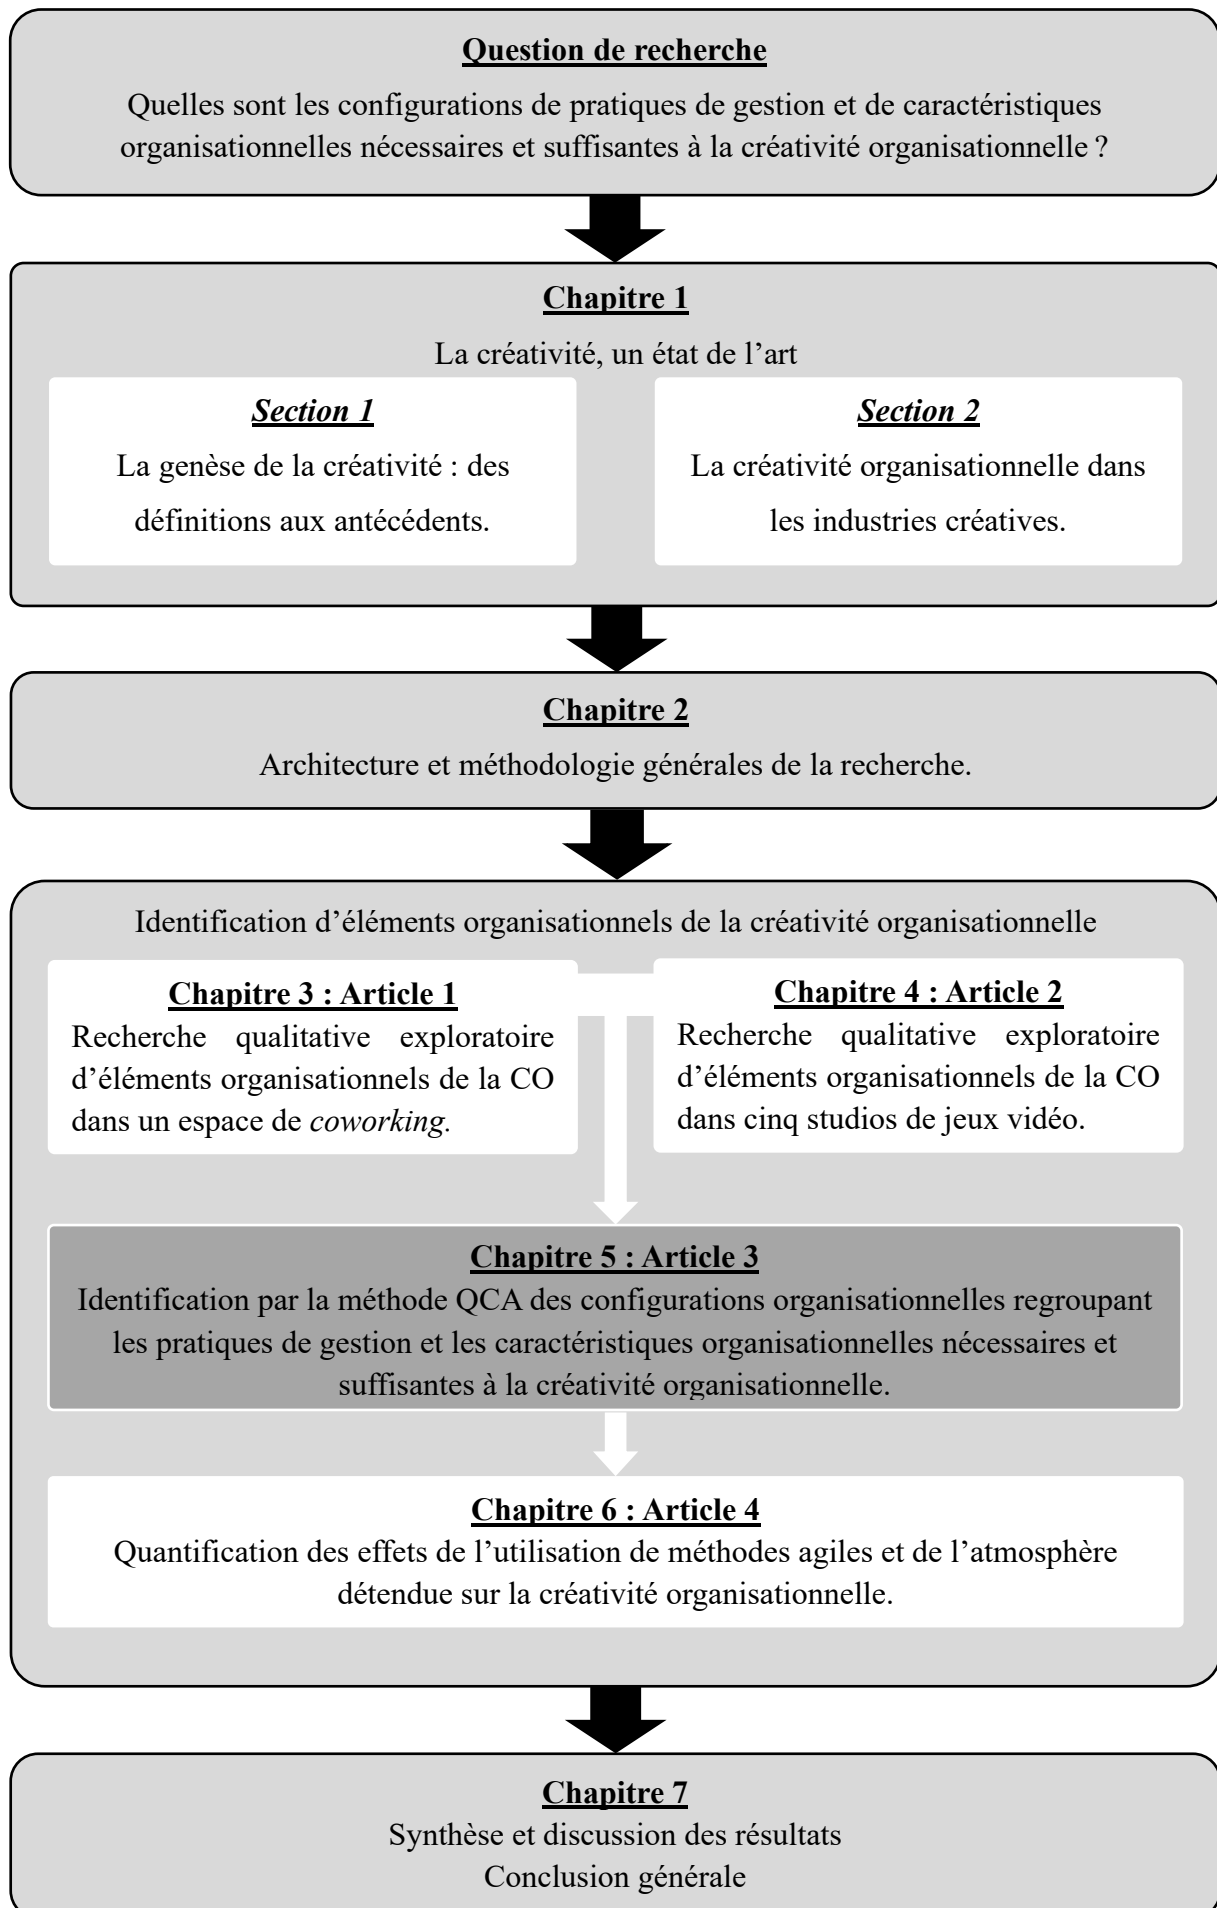 Question de recherche
Quelles sont les configurations de pratiques de gestion et de caractéristiques
organisationnelles nécessaires et suffisantes à la créativité organisationnelle ?
Chapitre 1
La créativité, un état de l’art
Section 1
La genèse de la créativité : des
définitions aux antécédents.
Section 2
La créativité organisationnelle dans
les industries créatives.
Chapitre 2
Architecture et méthodologie générales de la recherche.
Identification d’éléments organisationnels de la créativité organisationnelle
Chapitre 3 : Article 1
Recherche qualitative exploratoire
d’éléments organisationnels de la CO
dans un espace de coworking.
Chapitre 4 : Article 2
Recherche qualitative exploratoire
d’éléments organisationnels de la CO
dans cinq studios de jeux vidéo.
Chapitre 5 : Article 3
Identification par la méthode QCA des configurations organisationnelles regroupant
les pratiques de gestion et les caractéristiques organisationnelles nécessaires et
suffisantes à la créativité organisationnelle.
Chapitre 6 : Article 4
Quantification des effets de l’utilisation de méthodes agiles et de l’atmosphère
détendue sur la créativité organisationnelle.
Chapitre 7
Synthèse et discussion des résultats
Conclusion générale